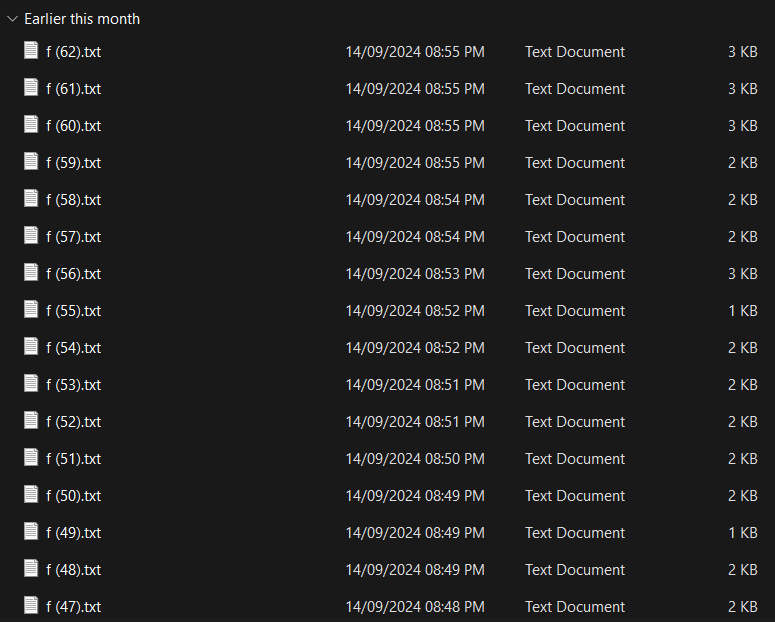 Earlier this month
f (62).txt 14/09/2024 08:55 PM Text Document 3 KB
f (61).txt 14/09/2024 08:55 PM Text Document 3 KB
f (60).txt 14/09/2024 08:55 PM Text Document 3 KB
f (59).txt 14/09/2024 08:55 PM Text Document 2 KB
f (58).txt 14/09/2024 08:54 PM Text Document 2 KB
f (57).txt 14/09/2024 08:54 PM Text Document 2 KB
f (56).txt 14/09/2024 08:53 PM Text Document 3 KB
f (55).txt 14/09/2024 08:52 PM Text Document 1 KB
f (54).txt 14/09/2024 08:52 PM Text Document 2 KB
f (53).txt 14/09/2024 08:51 PM Text Document 2 KB
f (52).txt 14/09/2024 08:51 PM Text Document 2 KB
f (51).txt 14/09/2024 08:50 PM Text Document 2 KB
f (50).txt 14/09/2024 08:49 PM Text Document 2 KB
f (49).txt 14/09/2024 08:49 PM Text Document 1 KB
f (48).txt 14/09/2024 08:49 PM Text Document 2 KB
f (47).txt 14/09/2024 08:48 PM Text Document 2 KB